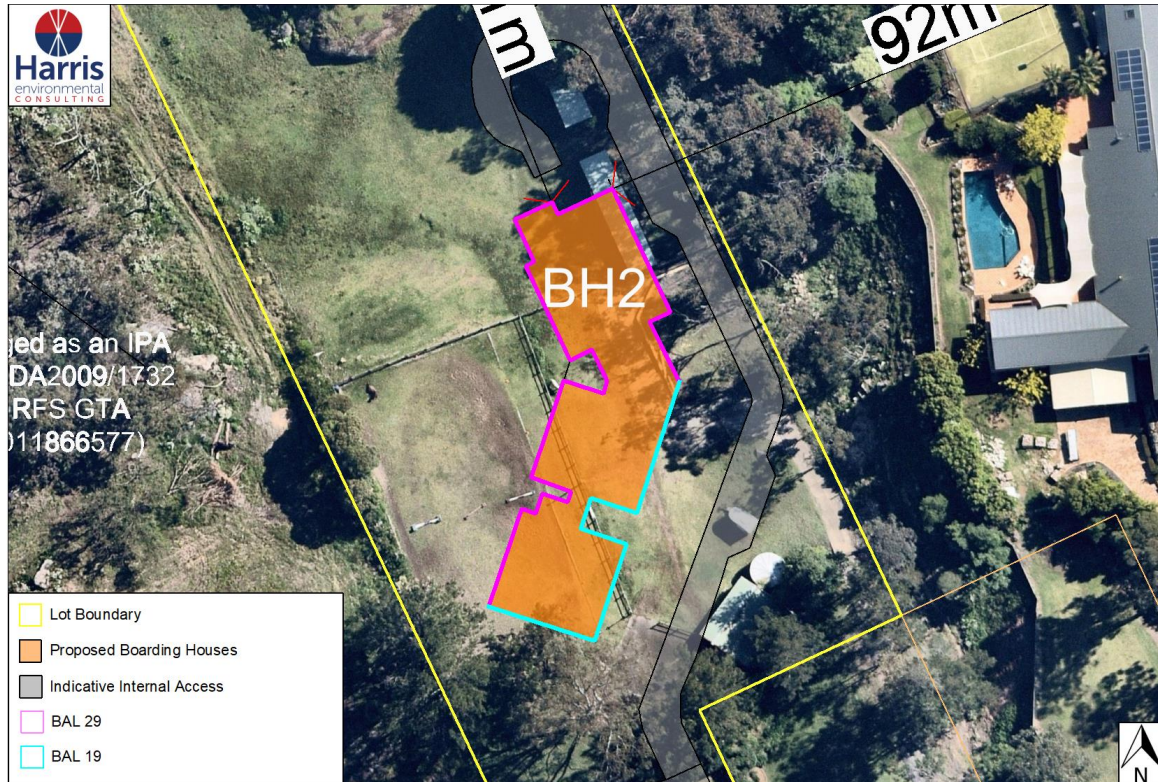 Harris
environmental
CONSULTING
m
92m
BH2
ged as an IPA
DA2009/1732
RFS GTA
011866577)
Lot Boundary
Proposed Boarding Houses
Indicative Internal Access
BAL 29
BAL 19
N